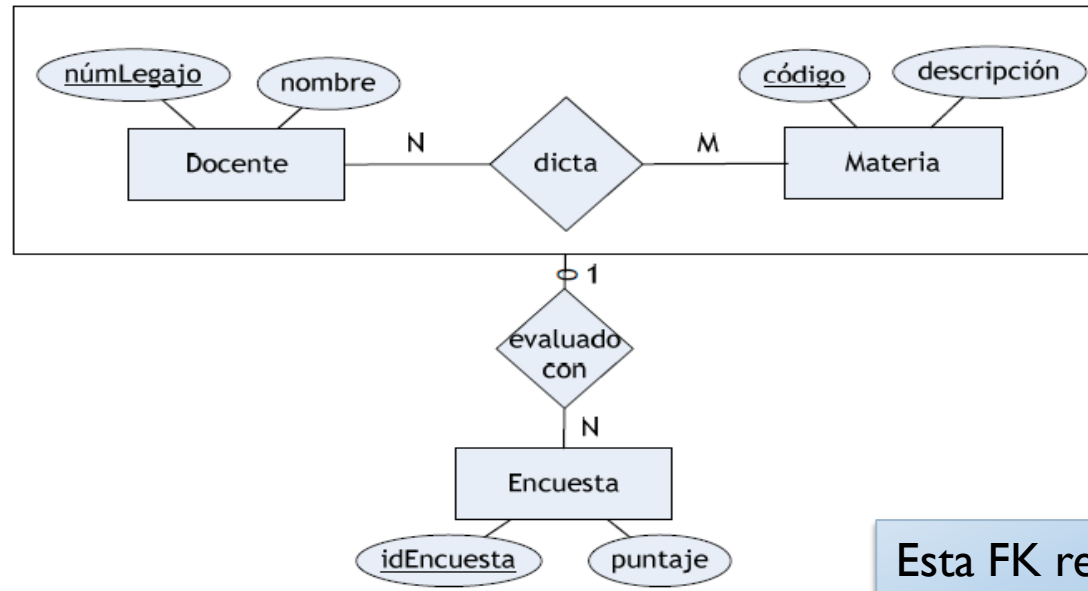 númLegajo
nombre
código
descripción
Docente
N
dicta
M
Materia
1
evaluado
con
N
Encuesta
idEncuesta
puntaje
Esta FK re